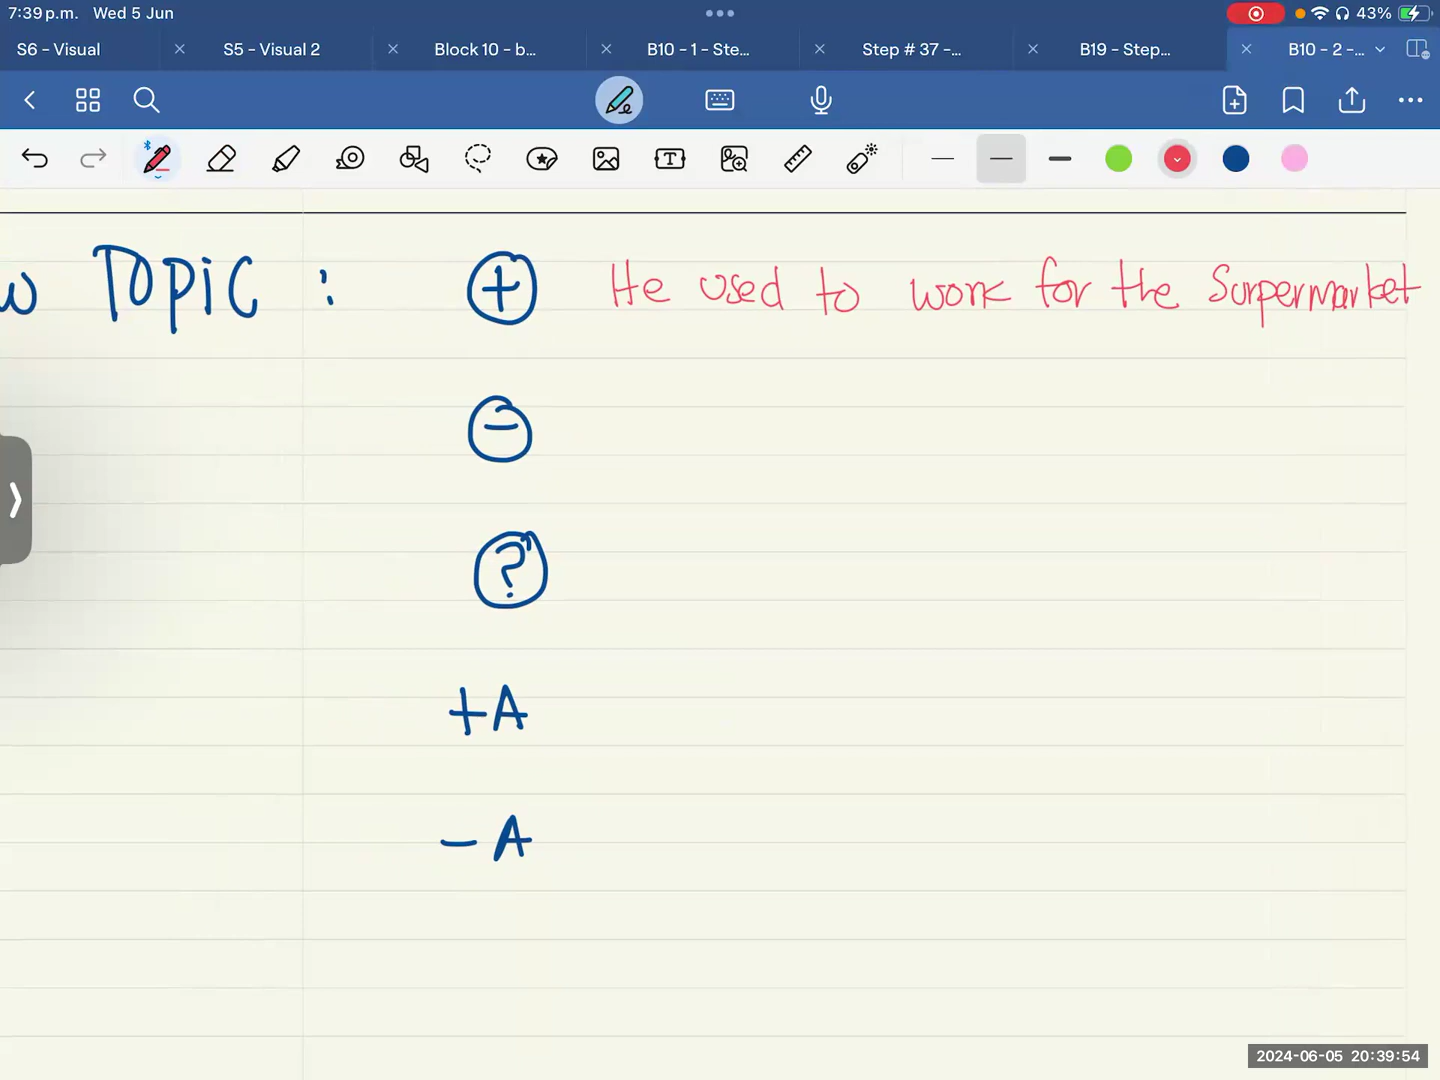 7:39 p.m. Wed 5 Jun
43%
S6 - Visual
S5 - Visual 2
Block 10 - b...
B10 - 1 - Ste...
Step # 37 -...
B19 - Step...
B10 - 2 -...
w TOPIC : + He used to work for the Surpermarket
-
?
+A
- A
2024-06-05 20:39:54